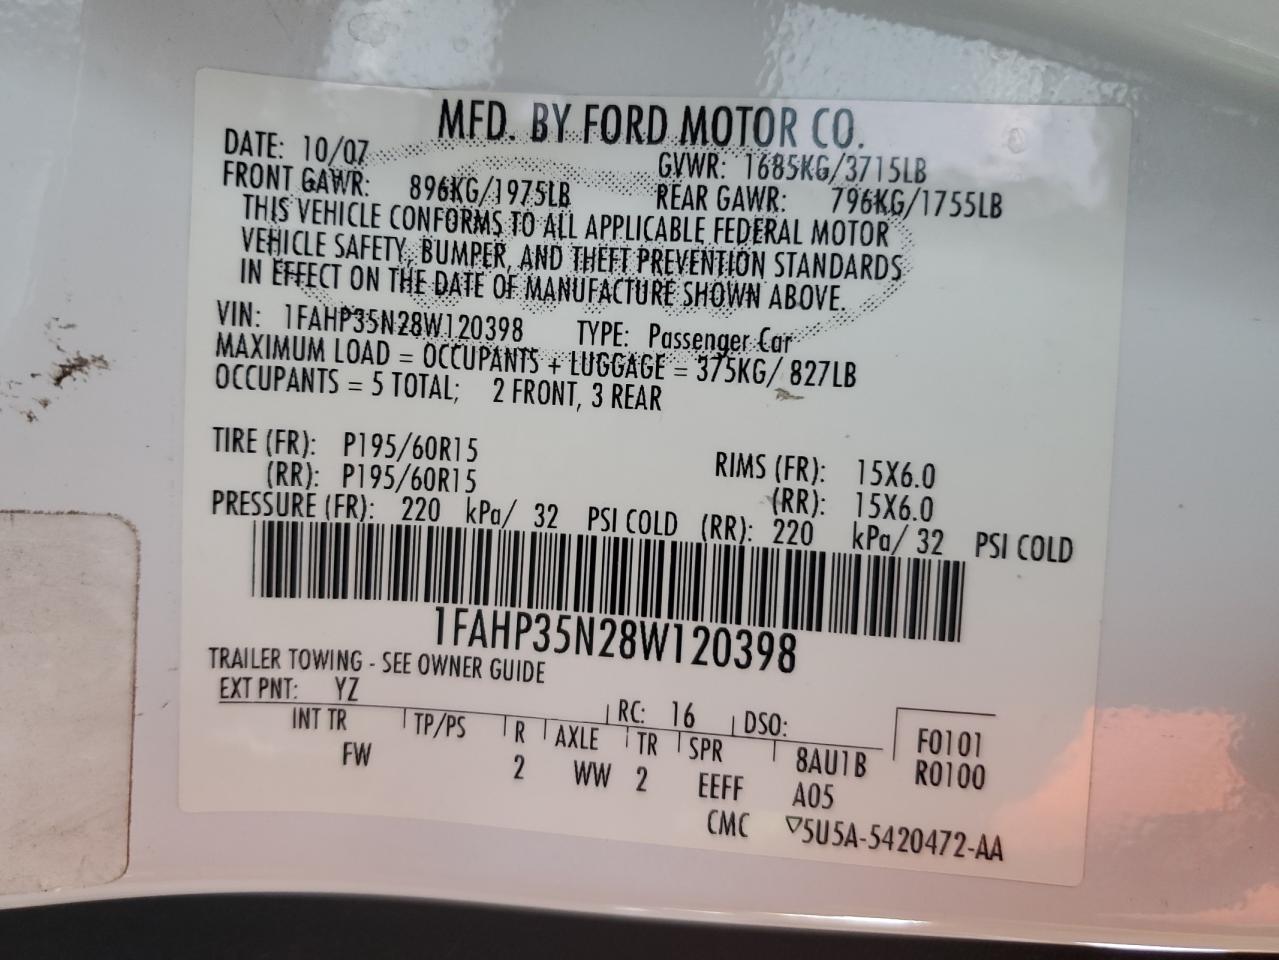 MFD. BY FORD MOTOR CO.
DATE: 10/07 GVWR: 1685KG/3715LB
FRONT GAWR: 896KG/1975LB REAR GAWR: 796KG/1755LB
THIS VEHICLE CONFORMS TO ALL APPLICABLE FEDERAL MOTOR
VEHICLE SAFETY, BUMPER, AND THEFT PREVENTION STANDARDS
IN EFFECT ON THE DATE OF MANUFACTURE SHOWN ABOVE.
VIN: 1FAHP35N28W120398 TYPE: Passenger Car
MAXIMUM LOAD = OCCUPANTS + LUGGAGE = 375KG/ 827LB
OCCUPANTS = 5 TOTAL; 2 FRONT, 3 REAR
TIRE (FR): P195/60R15 RIMS (FR): 15X6.0
(RR): P195/60R15 (RR): 15X6.0
PRESSURE (FR): 220 kPa/ 32 PSI COLD (RR): 220 kPa/ 32 PSI COLD
1FAHP35N28W120398
TRAILER TOWING - SEE OWNER GUIDE
EXT PNT: YZ RC: 16 DSO: F0101
INT TR TP/PS R AXLE TR SPR 8AU1B R0100
FW 2 WW 2 EEFF A05
CMC ▽5U5A-5420472-AA